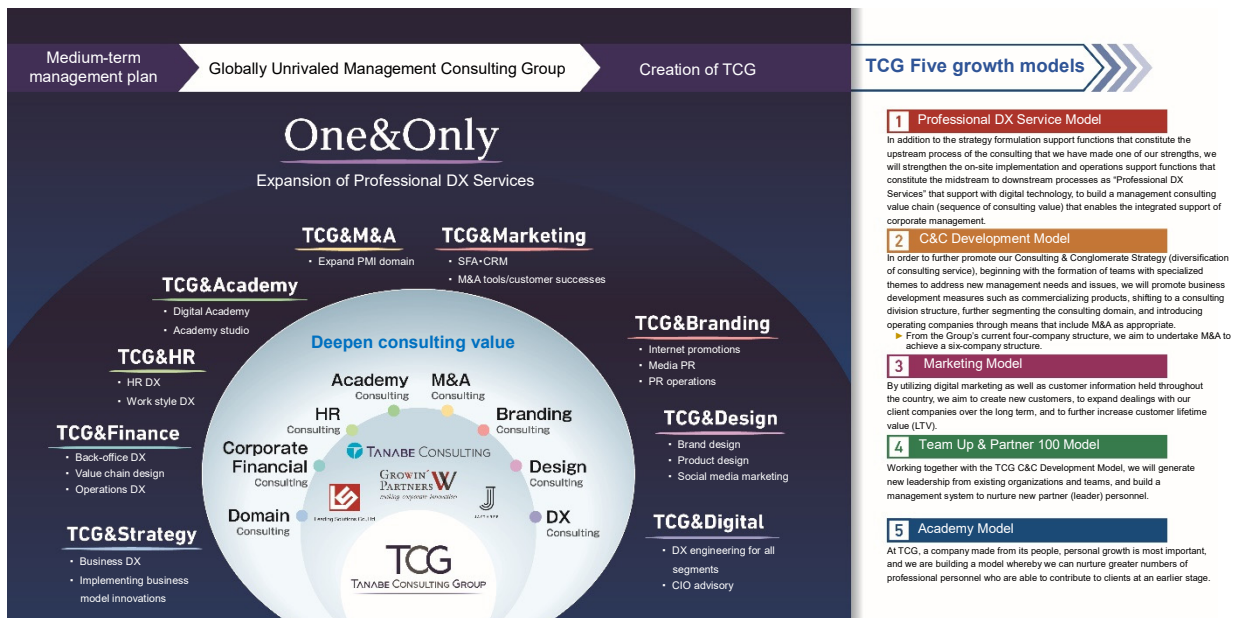 Medium-term
management plan
Globally Unrivaled Management Consulting Group
Creation of TCG
TCG Five growth models
One&Only
Expansion of Professional DX Services
TCG&M&A
• Expand PMI domain
TCG&Marketing
• SFA•CRM
• M&A tools/customer successes
TCG&Academy
• Digital Academy
• Academy studio
TCG&HR
• HR DX
• Work style DX
TCG&Finance
• Back-office DX
• Value chain design
• Operations DX
TCG&Strategy
• Business DX
• Implementing business
model innovations
TCG&Branding
• Internet promotions
• Media PR
• PR operations
TCG&Design
• Brand design
• Product design
• Social media marketing
TCG&Digital
• DX engineering for all
segments
• CIO advisory
Deepen consulting value
Academy
Consulting
M&A
Consulting
HR
Consulting
Branding
Consulting
Corporate
Financial
Consulting
Design
Consulting
Domain
Consulting
DX
Consulting
TANABE CONSULTING
GROWIN'
PARTNERS
making corporate innovation
Leading Solutions Co., Ltd.
J
TCG
TANABE CONSULTING GROUP
1 Professional DX Service Model
In addition to the strategy formulation support functions that constitute the
upstream process of the consulting that we have made one of our strengths, we
will strengthen the on-site implementation and operations support functions that
constitute the midstream to downstream processes as “Professional DX
Services” that support with digital technology, to build a management consulting
value chain (sequence of consulting value) that enables the integrated support of
corporate management.
2 C&C Development Model
In order to further promote our Consulting & Conglomerate Strategy (diversification
of consulting service), beginning with the formation of teams with specialized
themes to address new management needs and issues, we will promote business
development measures such as commercializing products, shifting to a consulting
division structure, further segmenting the consulting domain, and introducing
operating companies through means that include M&A as appropriate.
► From the Group's current four-company structure, we aim to undertake M&A to
achieve a six-company structure.
3 Marketing Model
By utilizing digital marketing as well as customer information held throughout
the country, we aim to create new customers, to expand dealings with our
client companies over the long term, and to further increase customer lifetime
value (LTV).
4 Team Up & Partner 100 Model
Working together with the TCG C&C Development Model, we will generate
new leadership from existing organizations and teams, and build a
management system to nurture new partner (leader) personnel.
5 Academy Model
At TCG, a company made from its people, personal growth is most important,
and we are building a model whereby we can nurture greater numbers of
professional personnel who are able to contribute to clients at an earlier stage.